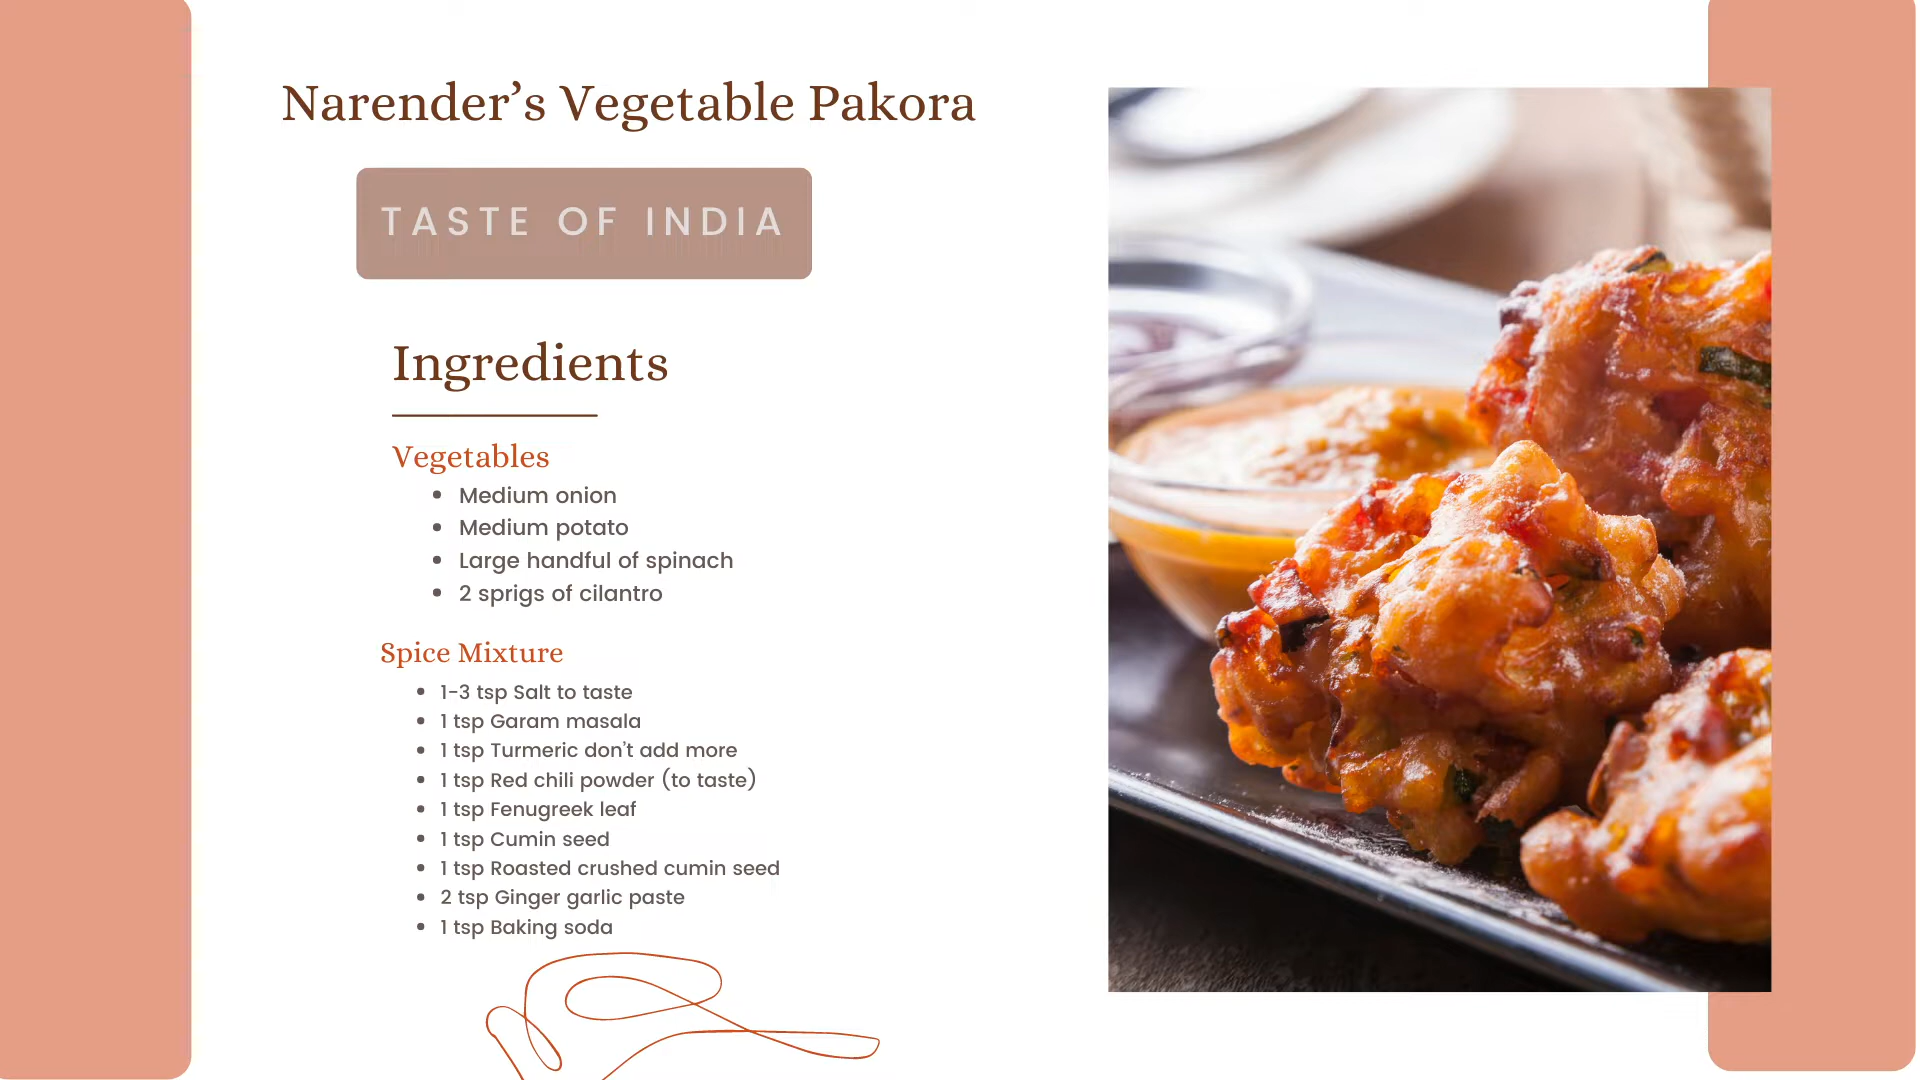 Narender’s Vegetable Pakora
TASTE OF INDIA
Ingredients
Vegetables
• Medium onion
• Medium potato
• Large handful of spinach
• 2 sprigs of cilantro
Spice Mixture
• 1-3 tsp Salt to taste
• 1 tsp Garam masala
• 1 tsp Turmeric don't add more
• 1 tsp Red chili powder (to taste)
• 1 tsp Fenugreek leaf
• 1 tsp Cumin seed
• 1 tsp Roasted crushed cumin seed
• 2 tsp Ginger garlic paste
• 1 tsp Baking soda